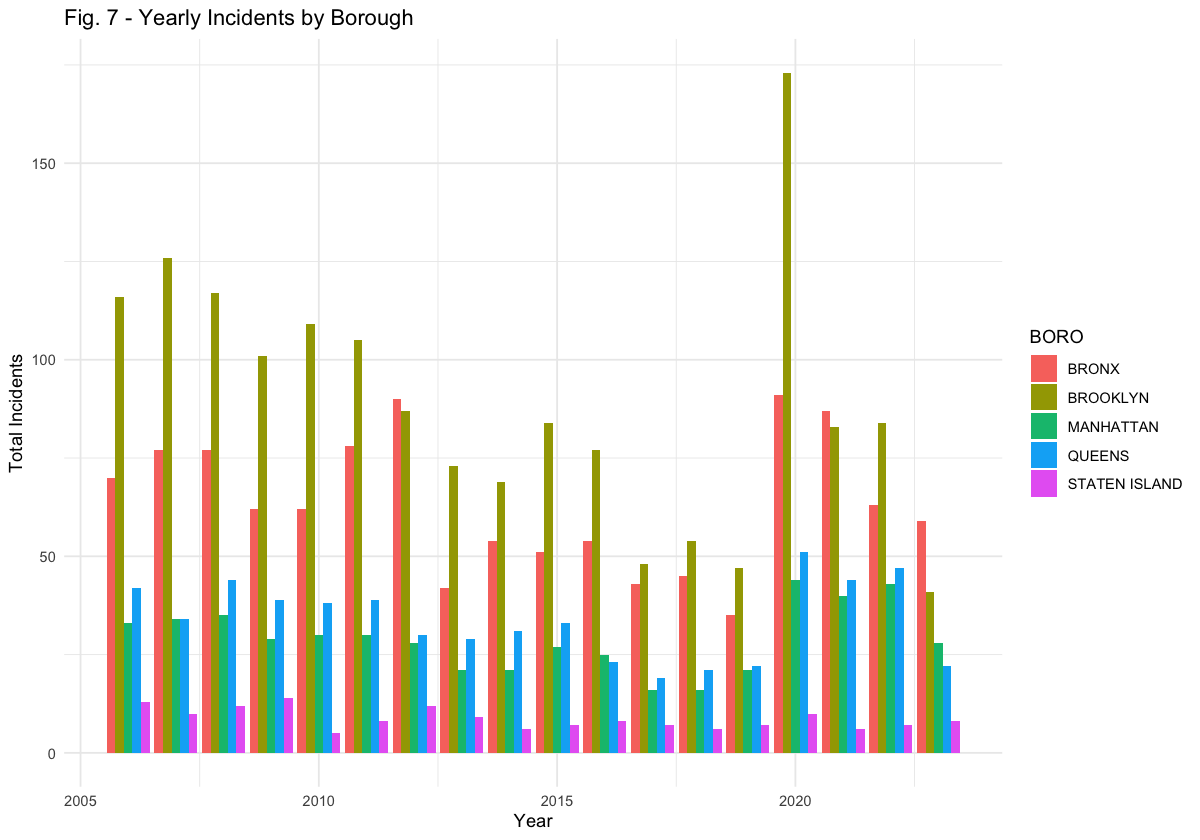 Fig. 7 - Yearly Incidents by Borough
Total Incidents
150
100
50
0
2005
2010
2015
2020
Year
BORO
BRONX
BROOKLYN
MANHATTAN
QUEENS
STATEN ISLAND